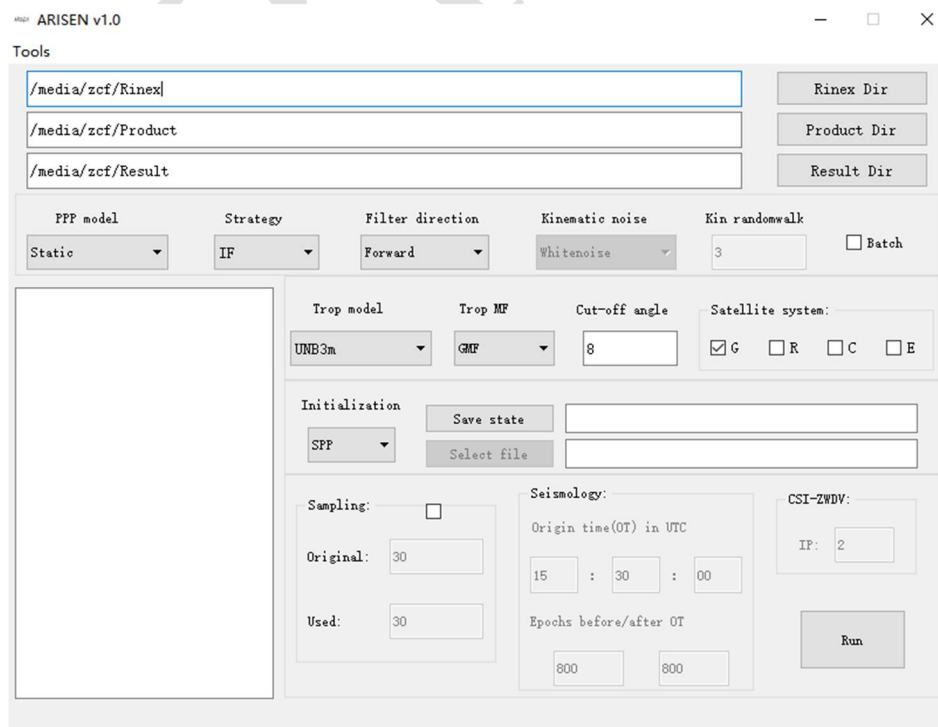 ARISEN v1.0
Tools
/media/zcf/Rinex Rinex Dir
/media/zcf/Product Product Dir
/media/zcf/Result Result Dir
PPP model Strategy Filter direction Kinematic noise Kin randomwalk
Static IF Forward Whitenoise 3 Batch
Trop model Trop MF Cut-off angle Satellite system:
UNB3m GMF 8 G R C E
Initialization
SPP
Save state
Select file
Sampling:
Original: 30
Used: 30
Seismology:
Origin time(OT) in UTC
15 : 30 : 00
Epochs before/after OT
800 800
CSI-ZWDV:
IP: 2
Run